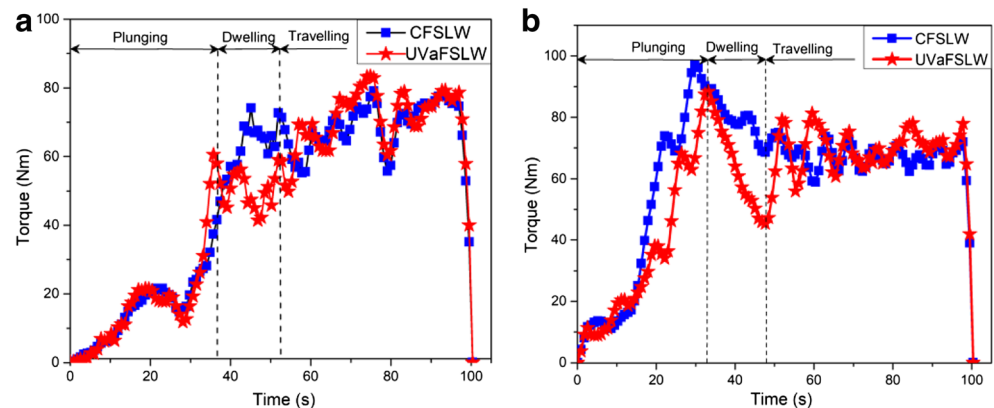 a
Torque (Nm)
100
80
60
40
20
0
Plunging
Dwelling
Travelling
CFSLW
UVaFSLW
0 20 40 60 80 100
Time (s)
b
Torque (Nm)
100
80
60
40
20
0
Plunging
Dwelling
Travelling
CFSLW
UVaFSLW
0 20 40 60 80 100
Time (s)